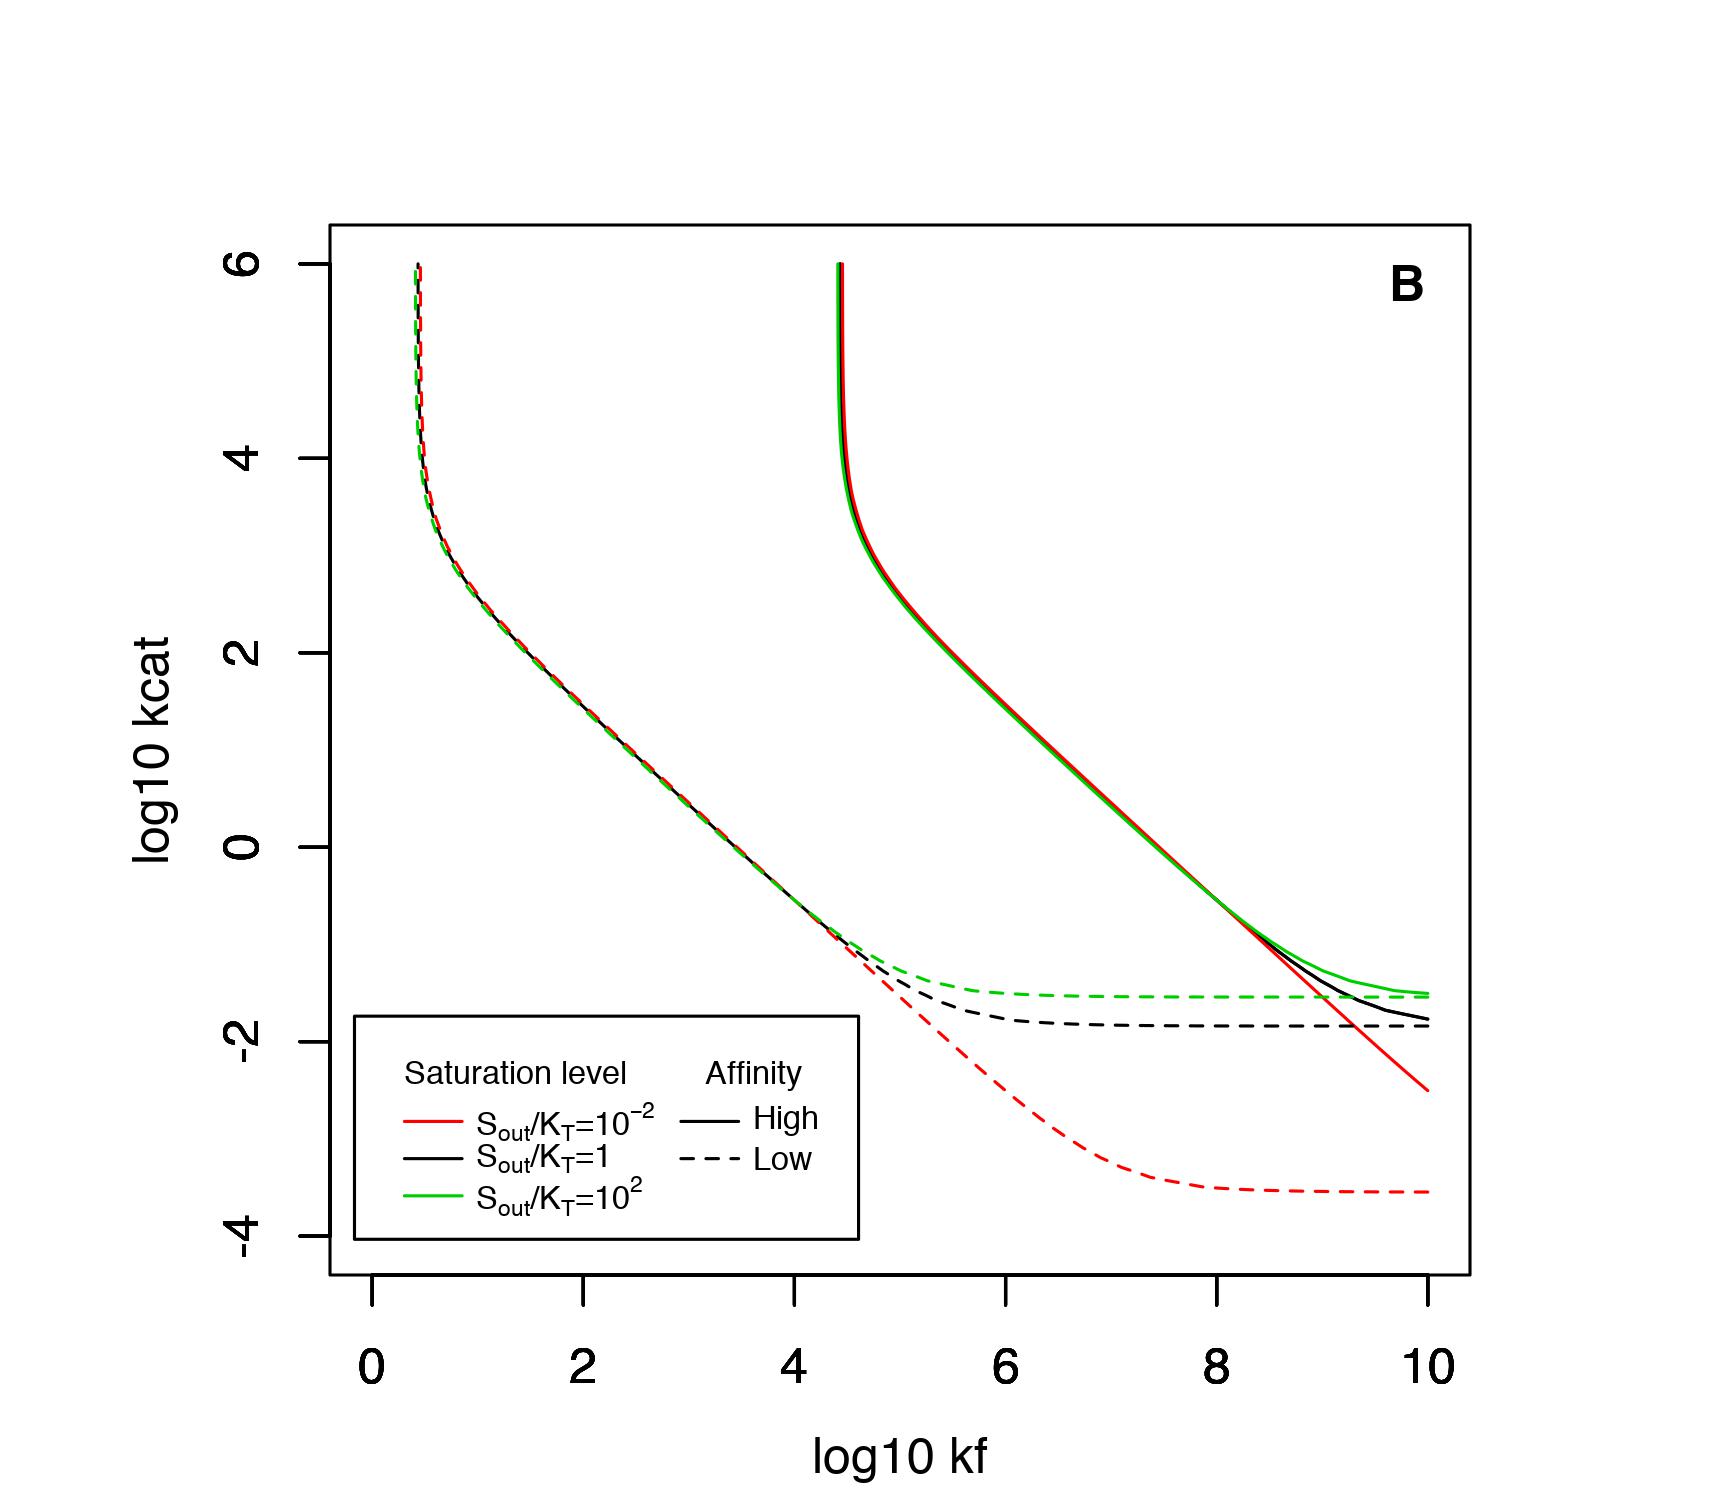 B
6
4
2
0
-2
-4
log10 kcat
Saturation level Affinity
S_out/K_T=10^−2 High
S_out/K_T=1 Low
S_out/K_T=10^2
0 2 4 6 8 10
log10 kf